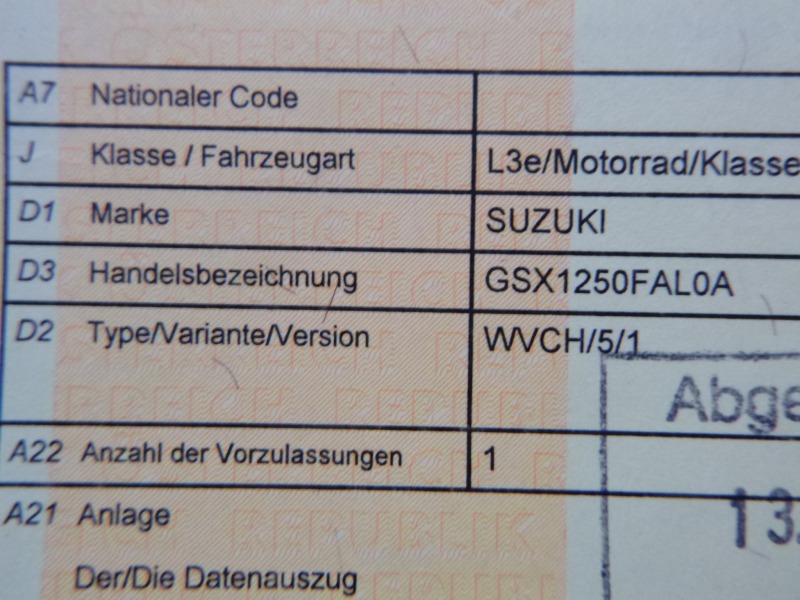 A7 Nationaler Code
J Klasse / Fahrzeugart L3e/Motorrad/Klasse
D1 Marke SUZUKI
D3 Handelsbezeichnung GSX1250FAL0A
D2 Type/Variante/Version WVCH/5/1
Abge
A22 Anzahl der Vorzulassungen 1
A21 Anlage
13.
Der/Die Datenauszug